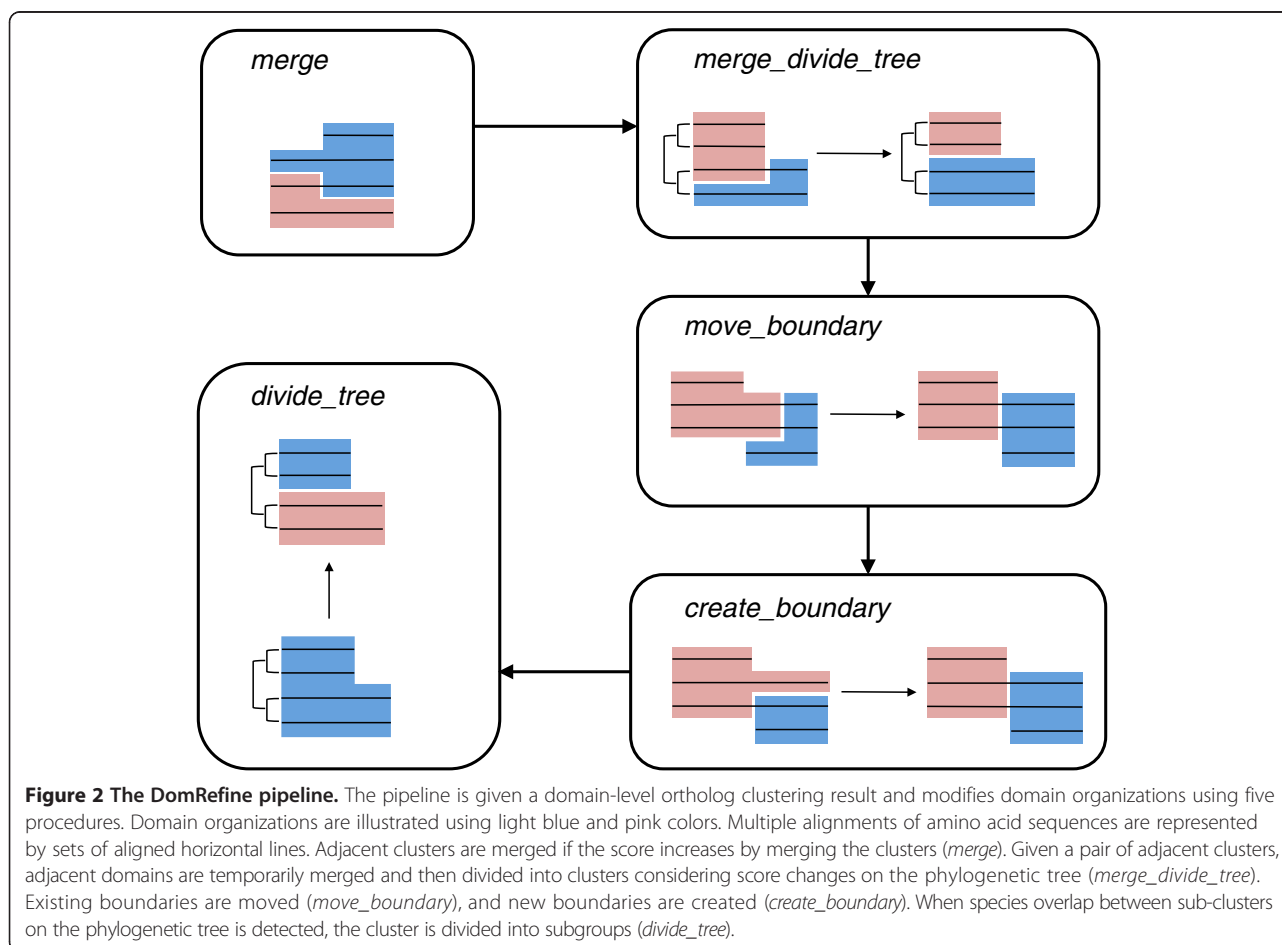 merge
merge_divide_tree
move_boundary
divide_tree
create_boundary
Figure 2 The DomRefine pipeline. The pipeline is given a domain-level ortholog clustering result and modifies domain organizations using five
procedures. Domain organizations are illustrated using light blue and pink colors. Multiple alignments of amino acid sequences are represented
by sets of aligned horizontal lines. Adjacent clusters are merged if the score increases by merging the clusters (merge). Given a pair of adjacent clusters,
adjacent domains are temporarily merged and then divided into clusters considering score changes on the phylogenetic tree (merge_divide_tree).
Existing boundaries are moved (move_boundary), and new boundaries are created (create_boundary). When species overlap between sub-clusters
on the phylogenetic tree is detected, the cluster is divided into subgroups (divide_tree).